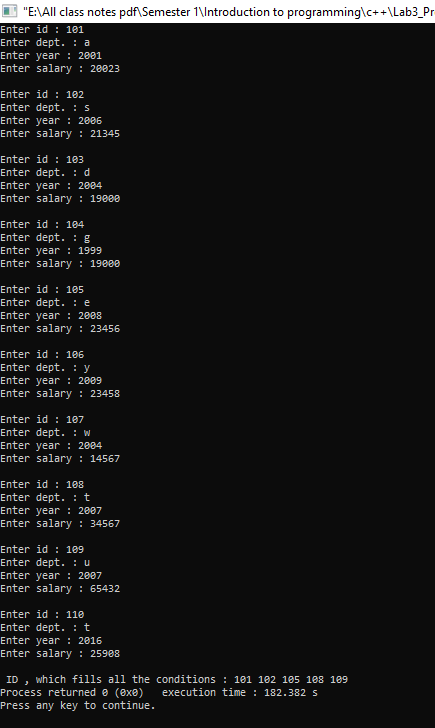 "E:\All class notes pdf\Semester 1\Introduction to programming\c++\Lab3_Pr
Enter id : 101
Enter dept. : a
Enter year : 2001
Enter salary : 20023
Enter id : 102
Enter dept. : s
Enter year : 2006
Enter salary : 21345
Enter id : 103
Enter dept. : d
Enter year : 2004
Enter salary : 19000
Enter id : 104
Enter dept. : g
Enter year : 1999
Enter salary : 19000
Enter id : 105
Enter dept. : e
Enter year : 2008
Enter salary : 23456
Enter id : 106
Enter dept. : y
Enter year : 2009
Enter salary : 23458
Enter id : 107
Enter dept. : w
Enter year : 2004
Enter salary : 14567
Enter id : 108
Enter dept. : t
Enter year : 2007
Enter salary : 34567
Enter id : 109
Enter dept. : u
Enter year : 2007
Enter salary : 65432
Enter id : 110
Enter dept. : t
Enter year : 2016
Enter salary : 25908
ID , which fills all the conditions : 101 102 105 108 109
Process returned 0 (0x0)   execution time : 182.382 s
Press any key to continue.